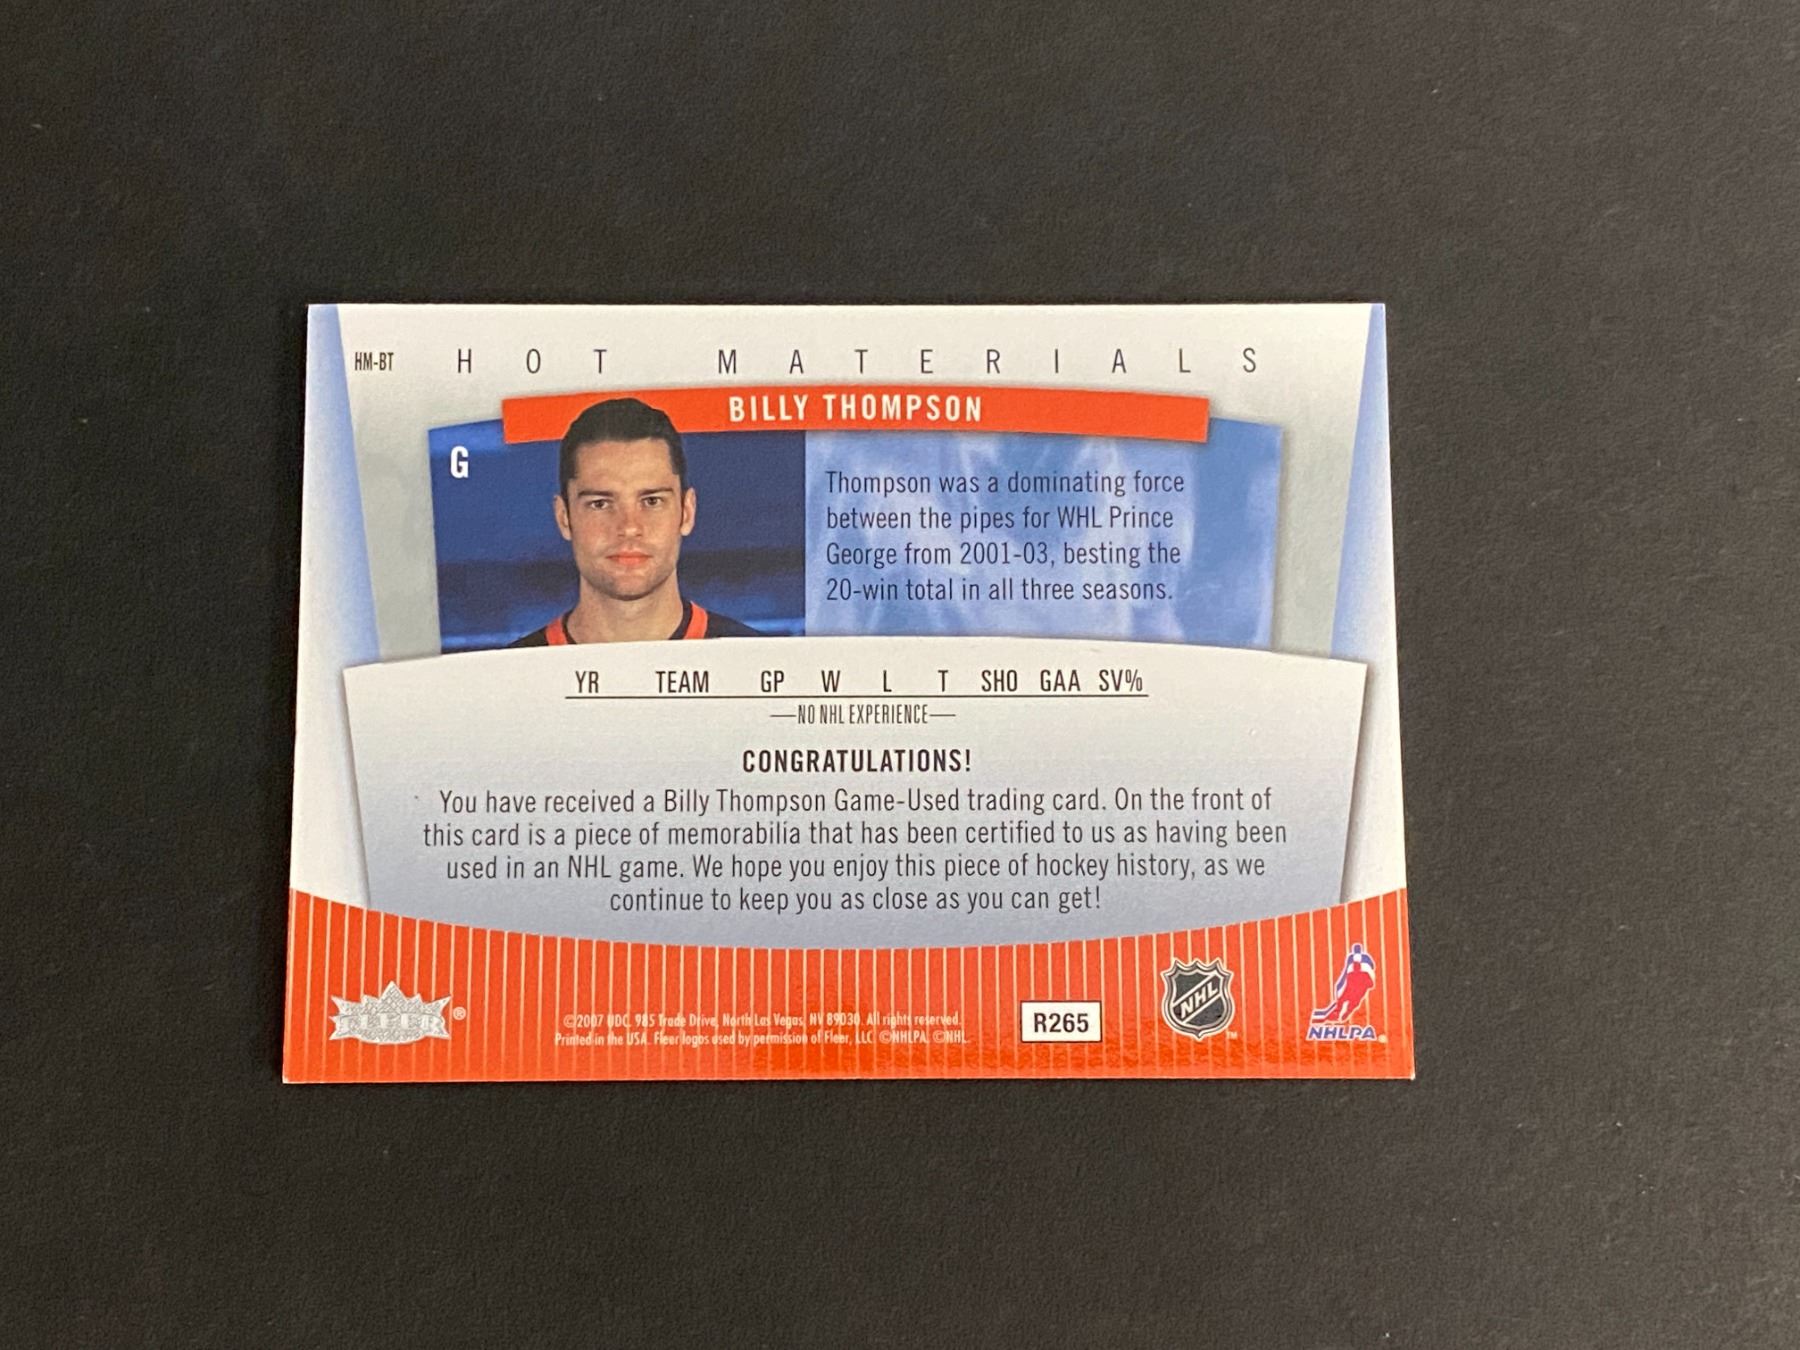 HM-BT HOT MATERIALS
BILLY THOMPSON
G
Thompson was a dominating force
between the pipes for WHL Prince
George from 2001-03, besting the
20-win total in all three seasons.
YR TEAM GP W L T SHO GAA SV%
—NO NHL EXPERIENCE—
CONGRATULATIONS!
You have received a Billy Thompson Game-Used trading card. On the front of
this card is a piece of memorabilia that has been certified to us as having been
used in an NHL game. We hope you enjoy this piece of hockey history, as we
continue to keep you as close as you can get!
FLEER®
©2007 UDC, 985 Trade Drive, North Las Vegas, NV 89030. All rights reserved.
Printed in the USA. Fleer logos used by permission of Fleer, LLC. ©NHLPA. ©NHL.
R265
NHL™
NHLPA®